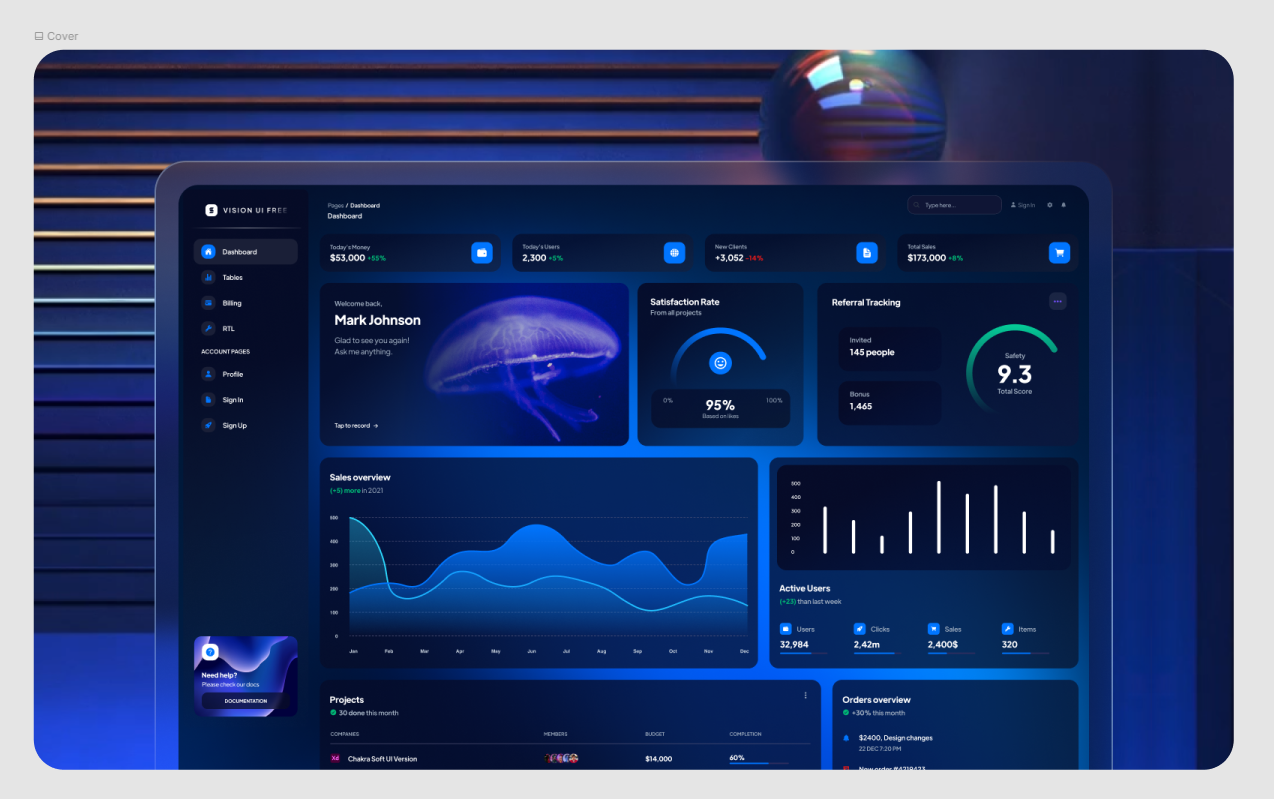 Cover
VISION UI FREE
Pages / Dashboard
Dashboard
Type here...
Sign In
Dashboard
Tables
Billing
RTL
ACCOUNT PAGES
Profile
Sign In
Sign Up
Need help?
Please check our docs
DOCUMENTATION
Today's Money
$53,000 +55%
Today's Users
2,300 +5%
New Clients
+3,052 -14%
Total Sales
$173,000 +8%
Welcome back,
Mark Johnson
Glad to see you again!
Ask me anything.
Tap to record
Satisfaction Rate
From all projects
0%
95%
100%
Based on likes
Referral Tracking
Invited
145 people
Bonus
1,465
Safety
9.3
Total Score
Sales overview
(+5) more in 2021
500
400
300
200
100
0
Jan Feb Mar Apr May Jun Jul Aug Sep Oct Nov Dec
500
400
300
200
100
0
Active Users
(+23) than last week
Users
32,984
Clicks
2,42m
Sales
2,400$
Items
320
Projects
30 done this month
COMPANIES MEMBERS BUDGET COMPLETION
Xd Chakra Soft UI Version $14,000 60%
Orders overview
+30% this month
$2400, Design changes
22 DEC 7:20 PM
New order #4219423